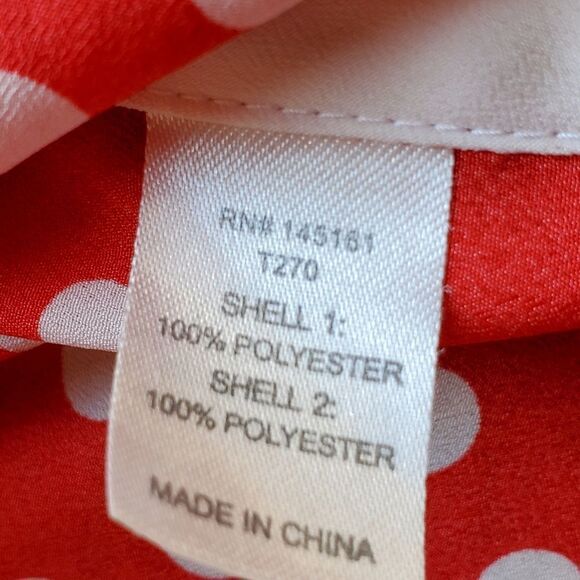 RN# 145161
T270
SHELL 1:
100% POLYESTER
SHELL 2:
100% POLYESTER
MADE IN CHINA